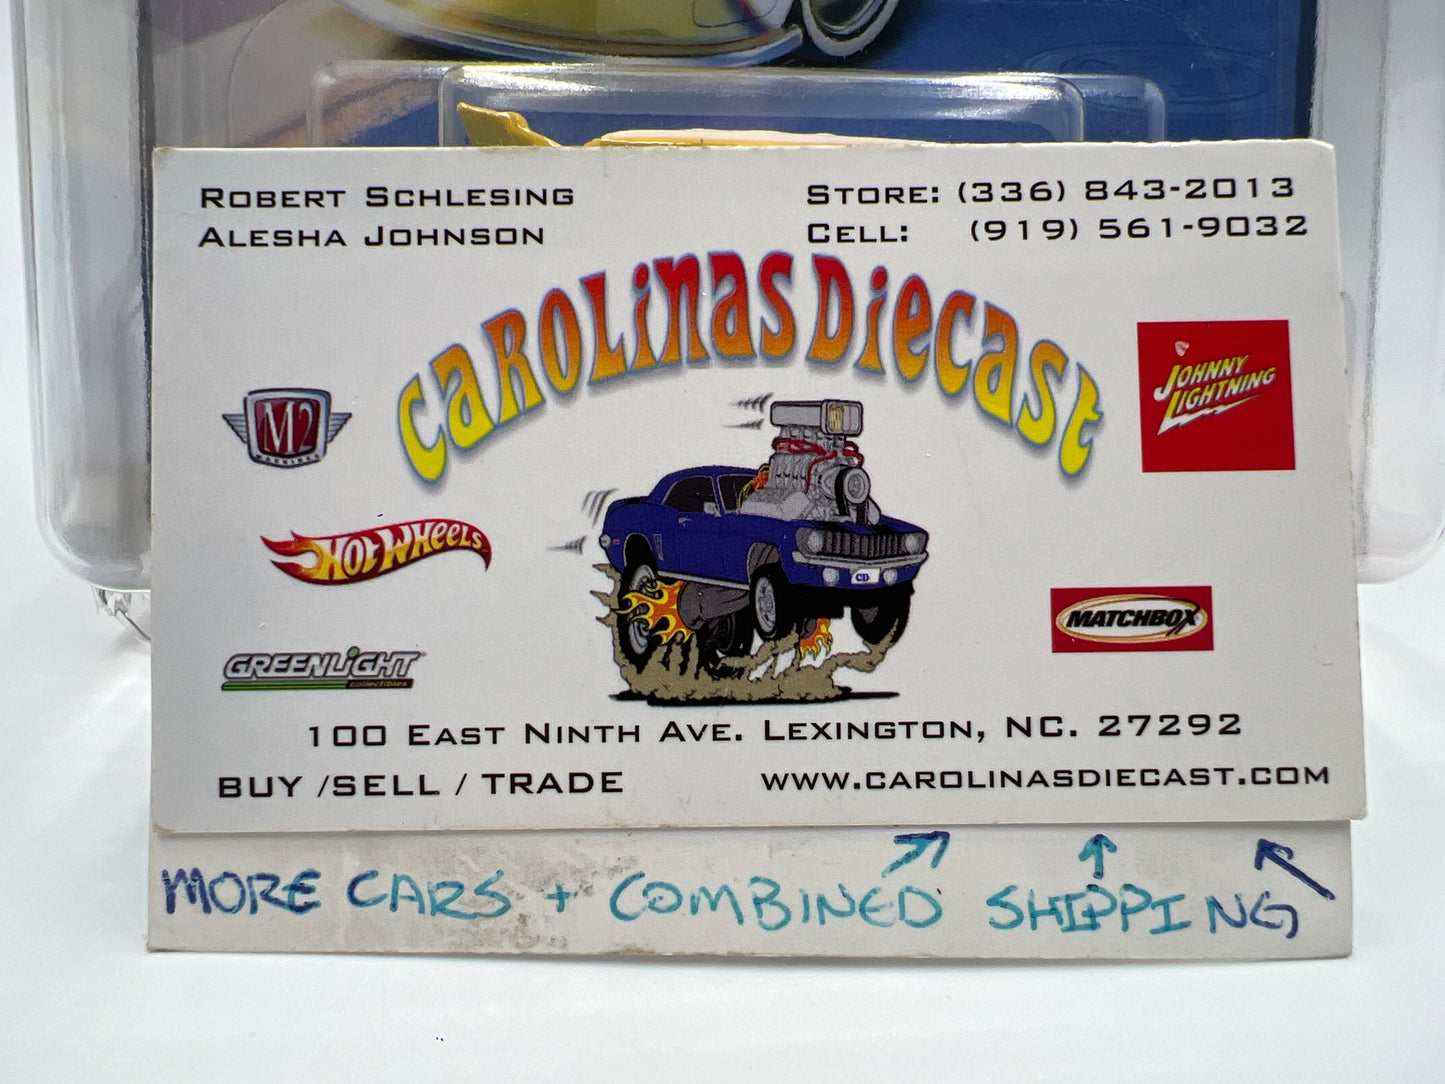 ROBERT SCHLESING
ALESHA JOHNSON
STORE: (336) 843-2013
CELL: (919) 561-9032
CAROLINAS DIECAST
M2
MACHINES
JOHNNY
LIGHTNING
HOT WHEELS
MATCHBOX
GREENLIGHT
collectibles
100 EAST NINTH AVE. LEXINGTON, NC. 27292
BUY /SELL / TRADE
WWW.CAROLINASDIECAST.COM
MORE CARS + COMBINED SHIPPING